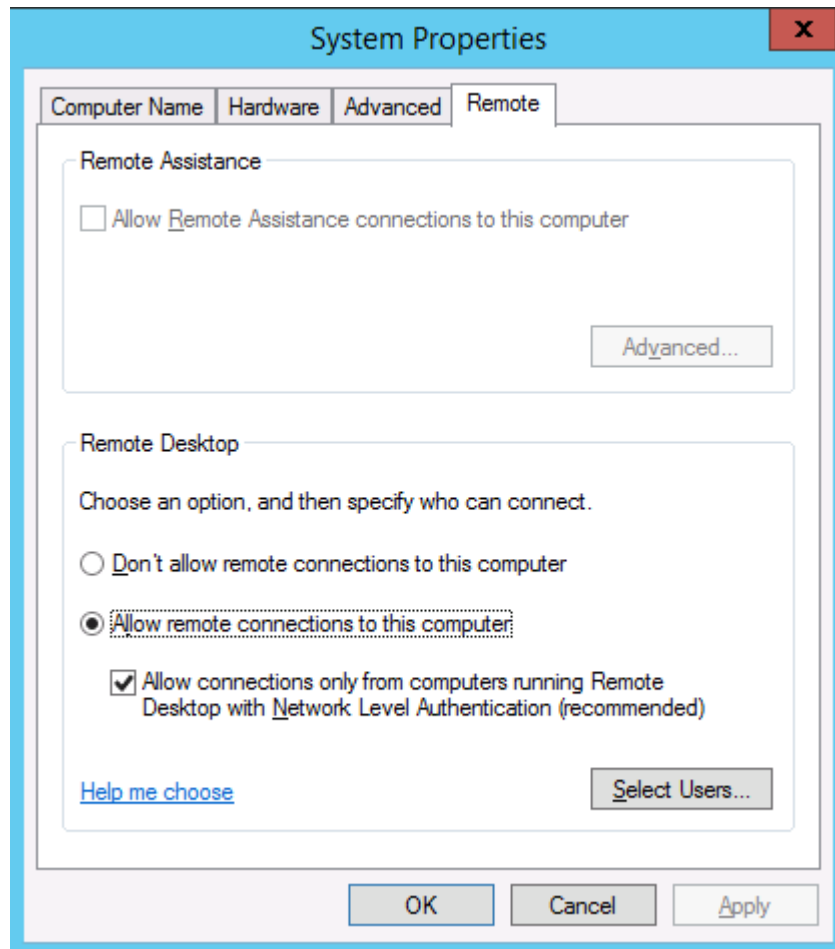 System Properties
x
Computer Name Hardware Advanced Remote
Remote Assistance
Allow Remote Assistance connections to this computer
Advanced...
Remote Desktop
Choose an option, and then specify who can connect.
Don't allow remote connections to this computer
Allow remote connections to this computer
Allow connections only from computers running Remote
Desktop with Network Level Authentication (recommended)
Help me choose
Select Users...
OK Cancel Apply